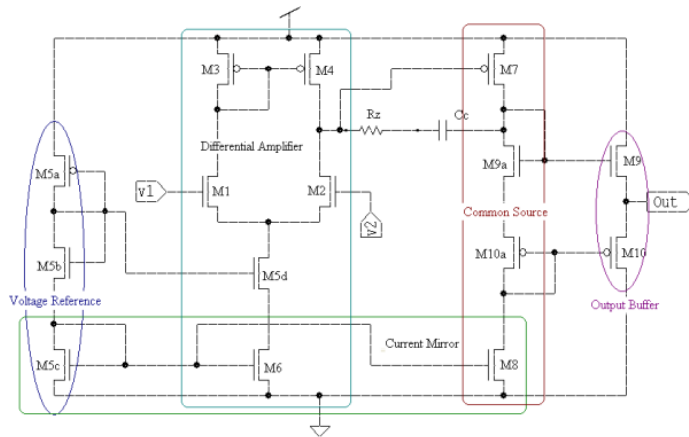 M3
M4
M7
Rz
Cc
Differential Amplifier
M5a
M9a
M9
v1
M1
M2
Out
v2
Common Source
M5b
M5d
M10a
M10
Voltage Reference
Output Buffer
Current Mirror
M5c
M6
M8